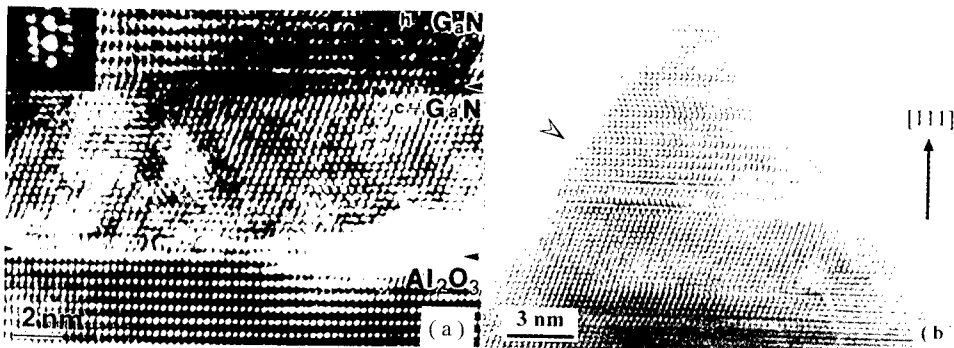 h- GaN
c- GaN
Al₂O₃
2 nm
(a)
[111]
3 nm
(b